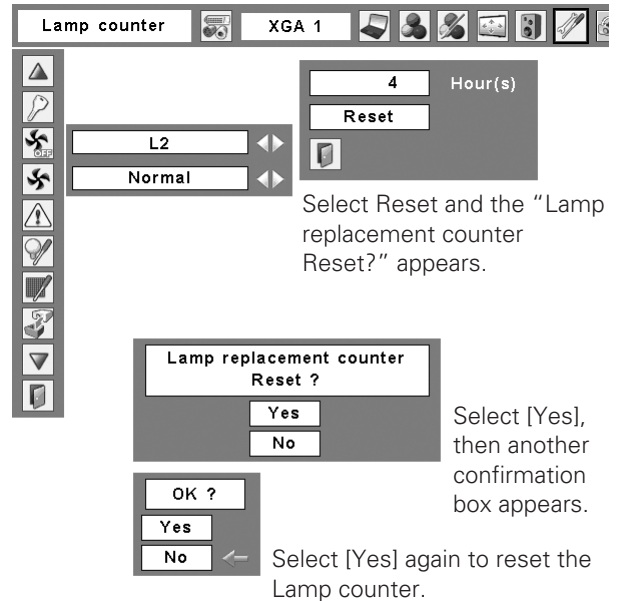 Lamp counter
XGA 1
4 Hour(s)
Reset
OFF
L2
Normal
Select Reset and the “Lamp
replacement counter
Reset?” appears.
Lamp replacement counter
Reset ?
Yes
No
Select [Yes],
then another
confirmation
box appears.
OK ?
Yes
No
Select [Yes] again to reset the
Lamp counter.